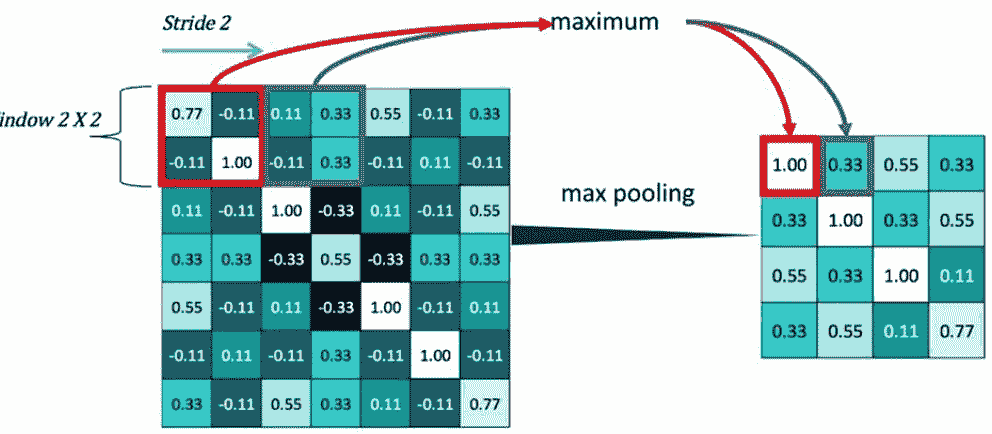 Stride 2
maximum
indow 2 X 2
0.77 -0.11 0.11 0.33 0.55 -0.11 0.33
-0.11 1.00 -0.11 0.33 -0.11 0.11 -0.11
0.11 -0.11 1.00 -0.33 0.11 -0.11 0.55
0.33 0.33 -0.33 0.55 -0.33 0.33 0.33
0.55 -0.11 0.11 -0.33 1.00 -0.11 0.11
-0.11 0.11 -0.11 0.33 -0.11 1.00 -0.11
0.33 -0.11 0.55 0.33 0.11 -0.11 0.77
max pooling
1.00 0.33 0.55 0.33
0.33 1.00 0.33 0.55
0.55 0.33 1.00 0.11
0.33 0.55 0.11 0.77